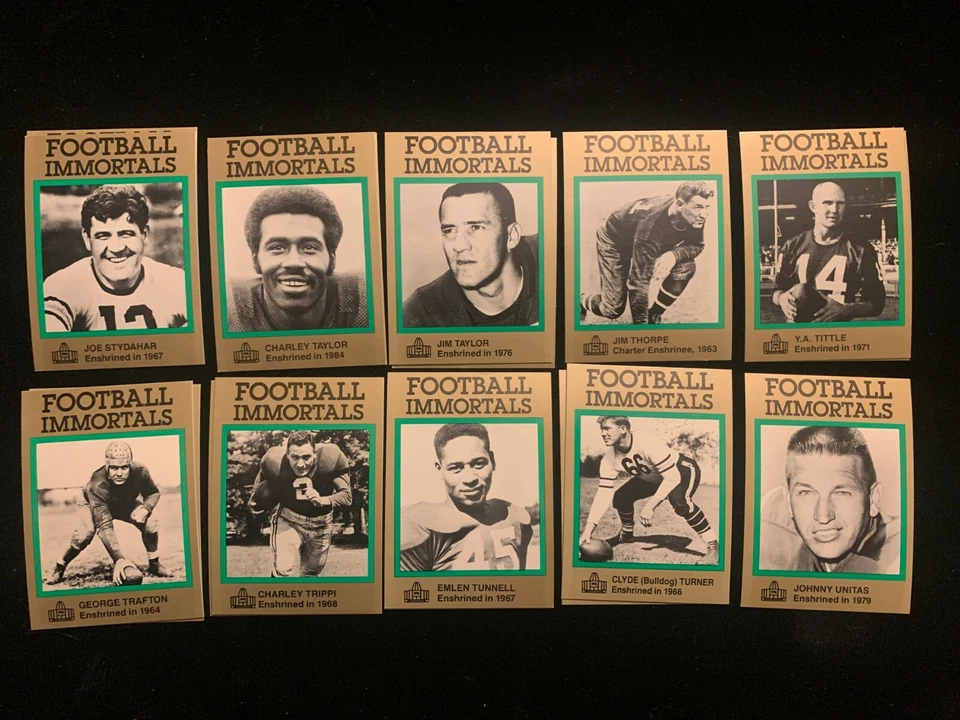 FOOTBALL
IMMORTALS
JOE STYDAHAR
Enshrined in 1967
FOOTBALL
IMMORTALS
CHARLEY TAYLOR
Enshrined in 1984
FOOTBALL
IMMORTALS
JIM TAYLOR
Enshrined in 1976
FOOTBALL
IMMORTALS
JIM THORPE
Charter Enshrinee, 1963
FOOTBALL
IMMORTALS
14
Y.A. TITTLE
Enshrined in 1971
FOOTBALL
IMMORTALS
GEORGE TRAFTON
Enshrined in 1964
FOOTBALL
IMMORTALS
2
CHARLEY TRIPPI
Enshrined in 1968
FOOTBALL
IMMORTALS
45
EMLEN TUNNELL
Enshrined in 1967
FOOTBALL
IMMORTALS
66
CLYDE (Bulldog) TURNER
Enshrined in 1966
FOOTBALL
IMMORTALS
JOHNNY UNITAS
Enshrined in 1979